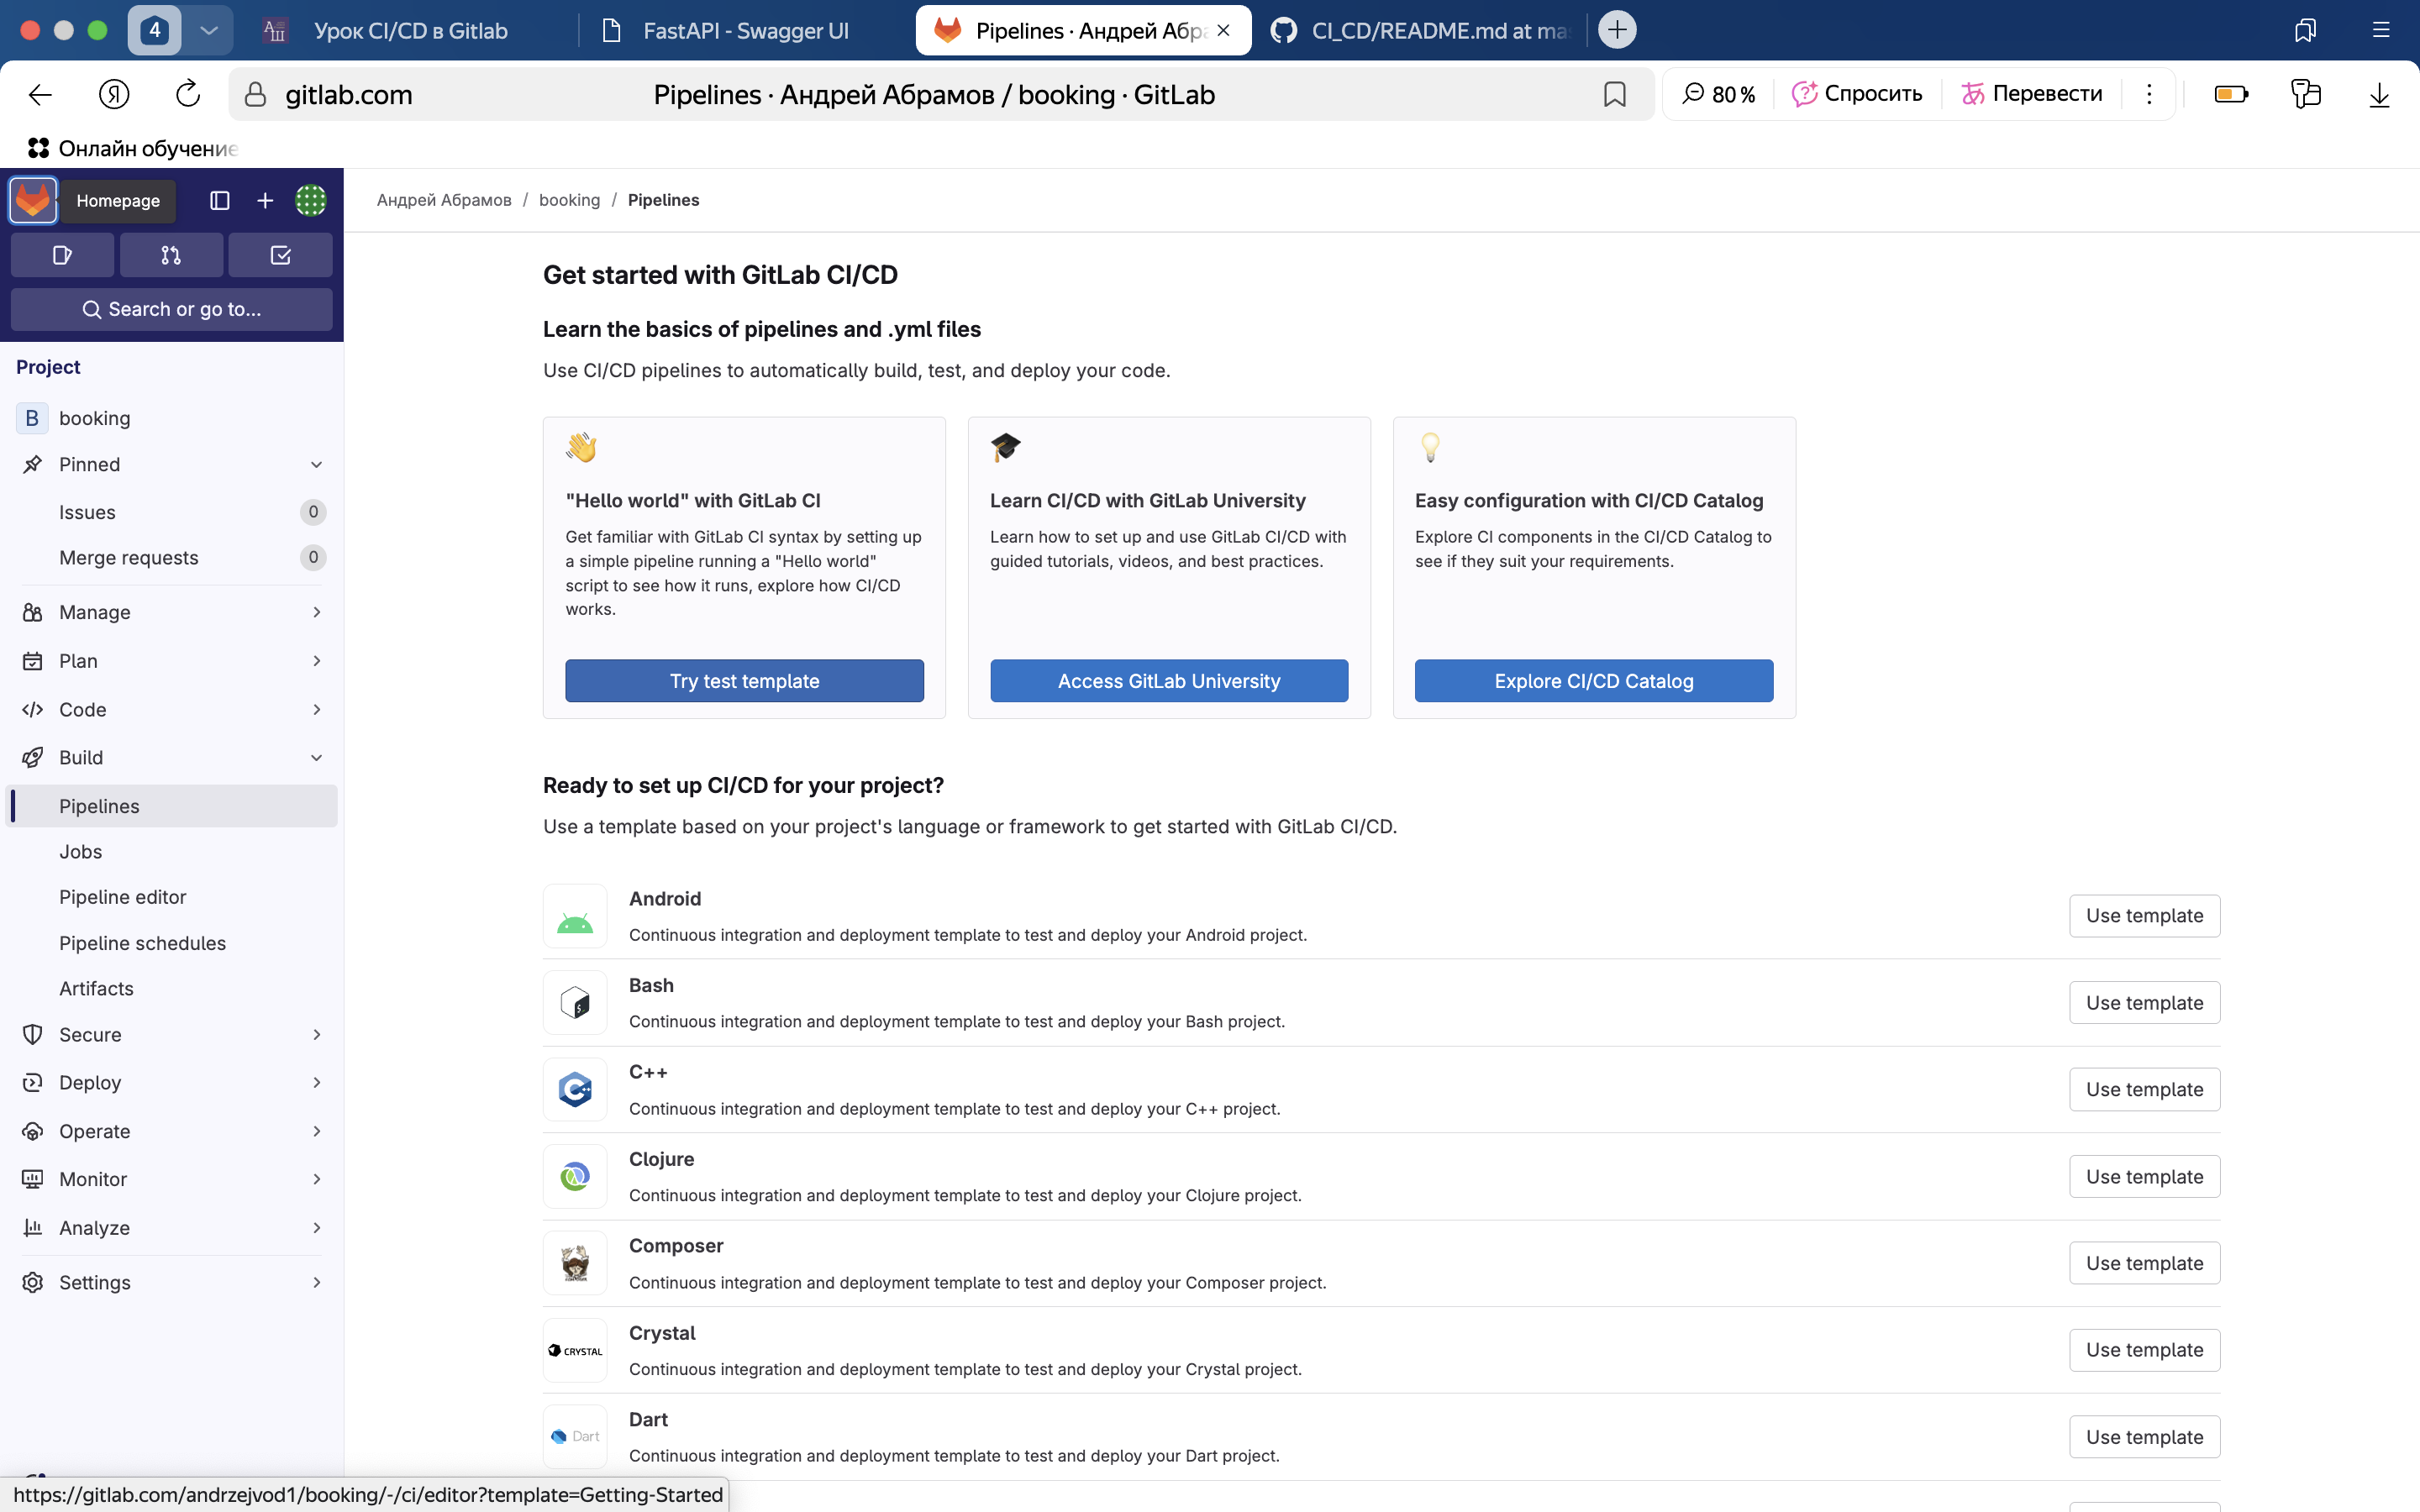 4
Урок CI/CD в Gitlab
FastAPI - Swagger UI
Pipelines · Андрей Абра
CI_CD/README.md at mas
gitlab.com
Pipelines · Андрей Абрамов / booking · GitLab
80 %
Спросить
Перевести
Онлайн обучение
Homepage
Search or go to...
Project
B booking
Pinned
Issues 0
Merge requests 0
Manage
Plan
Code
Build
Pipelines
Jobs
Pipeline editor
Pipeline schedules
Artifacts
Secure
Deploy
Operate
Monitor
Analyze
Settings
Андрей Абрамов / booking / Pipelines
Get started with GitLab CI/CD
Learn the basics of pipelines and .yml files
Use CI/CD pipelines to automatically build, test, and deploy your code.
"Hello world" with GitLab CI
Get familiar with GitLab CI syntax by setting up
a simple pipeline running a "Hello world"
script to see how it runs, explore how CI/CD
works.
Try test template
Learn CI/CD with GitLab University
Learn how to set up and use GitLab CI/CD with
guided tutorials, videos, and best practices.
Access GitLab University
Easy configuration with CI/CD Catalog
Explore CI components in the CI/CD Catalog to
see if they suit your requirements.
Explore CI/CD Catalog
Ready to set up CI/CD for your project?
Use a template based on your project's language or framework to get started with GitLab CI/CD.
Android
Continuous integration and deployment template to test and deploy your Android project.
Use template
Bash
Continuous integration and deployment template to test and deploy your Bash project.
Use template
C++
Continuous integration and deployment template to test and deploy your C++ project.
Use template
Clojure
Continuous integration and deployment template to test and deploy your Clojure project.
Use template
Composer
Continuous integration and deployment template to test and deploy your Composer project.
Use template
CRYSTAL
Crystal
Continuous integration and deployment template to test and deploy your Crystal project.
Use template
Dart
Dart
Continuous integration and deployment template to test and deploy your Dart project.
Use template
https://gitlab.com/andrzejvod1/booking/-/ci/editor?template=Getting-Started